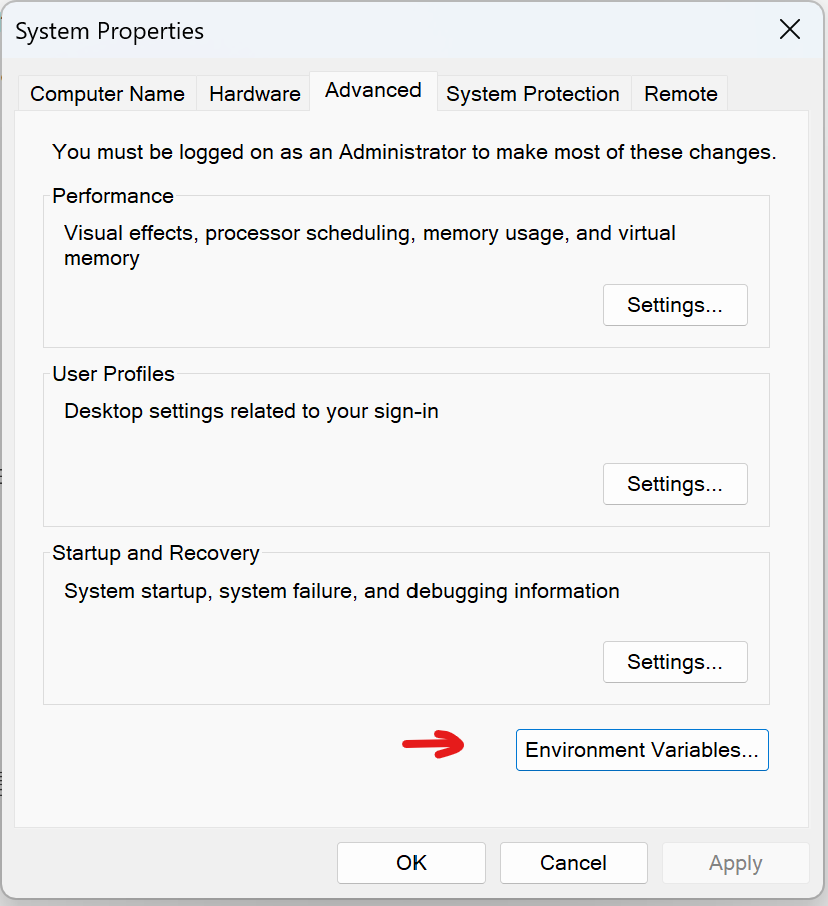 System Properties
Computer Name
Hardware
Advanced
System Protection
Remote
You must be logged on as an Administrator to make most of these changes.
Performance
Visual effects, processor scheduling, memory usage, and virtual
memory
Settings...
User Profiles
Desktop settings related to your sign-in
Settings...
Startup and Recovery
System startup, system failure, and debugging information
Settings...
Environment Variables...
OK
Cancel
Apply